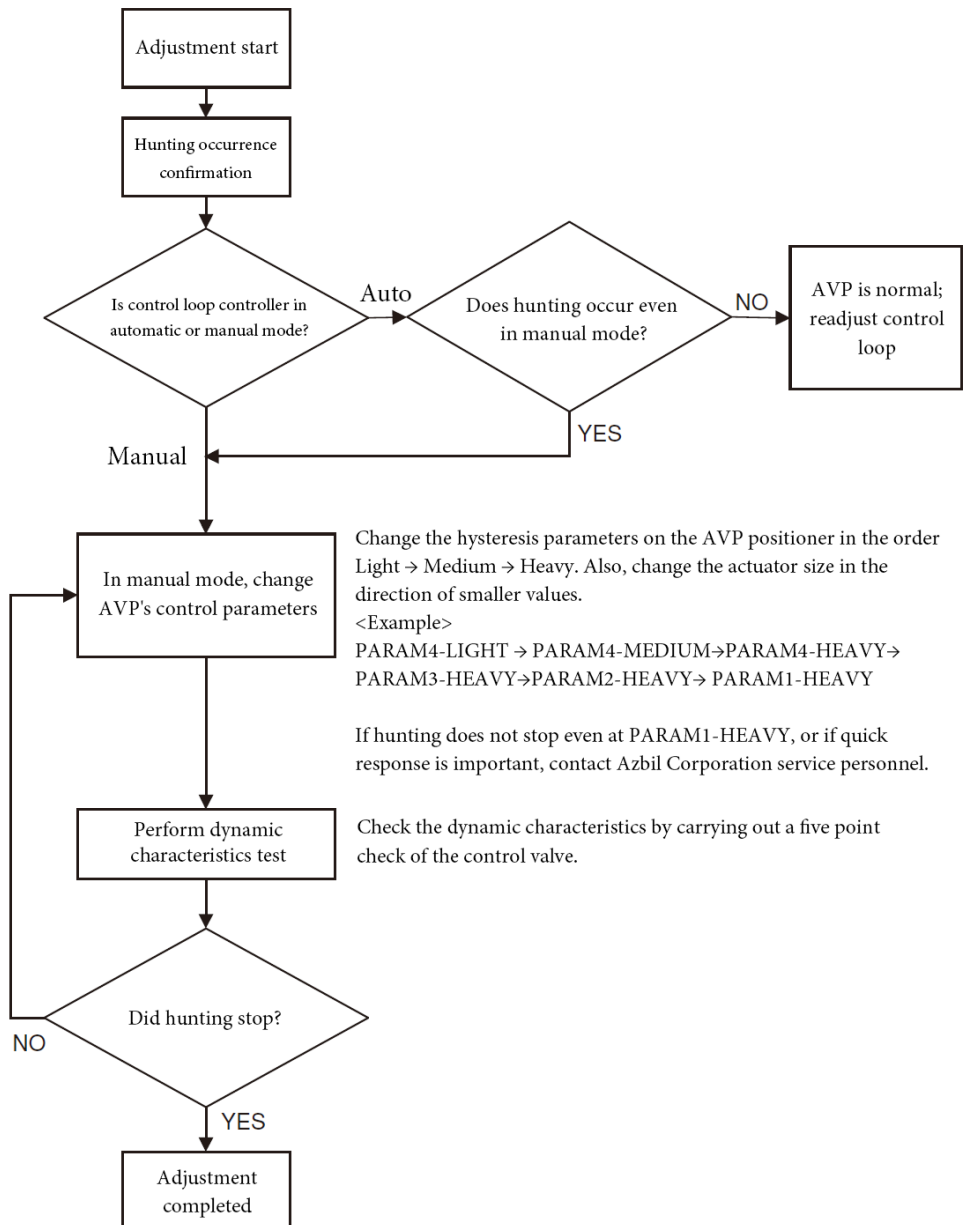 Adjustment start
Hunting occurrence
confirmation
Is control loop controller in
automatic or manual mode?
Auto
Does hunting occur even
in manual mode?
NO
AVP is normal;
readjust control
loop
YES
Manual
In manual mode, change
AVP's control parameters
Change the hysteresis parameters on the AVP positioner in the order
Light → Medium → Heavy. Also, change the actuator size in the
direction of smaller values.
<Example>
PARAM4-LIGHT → PARAM4-MEDIUM→PARAM4-HEAVY→
PARAM3-HEAVY→PARAM2-HEAVY→ PARAM1-HEAVY
If hunting does not stop even at PARAM1-HEAVY, or if quick
response is important, contact Azbil Corporation service personnel.
Perform dynamic
characteristics test
Check the dynamic characteristics by carrying out a five point
check of the control valve.
Did hunting stop?
NO
YES
Adjustment
completed